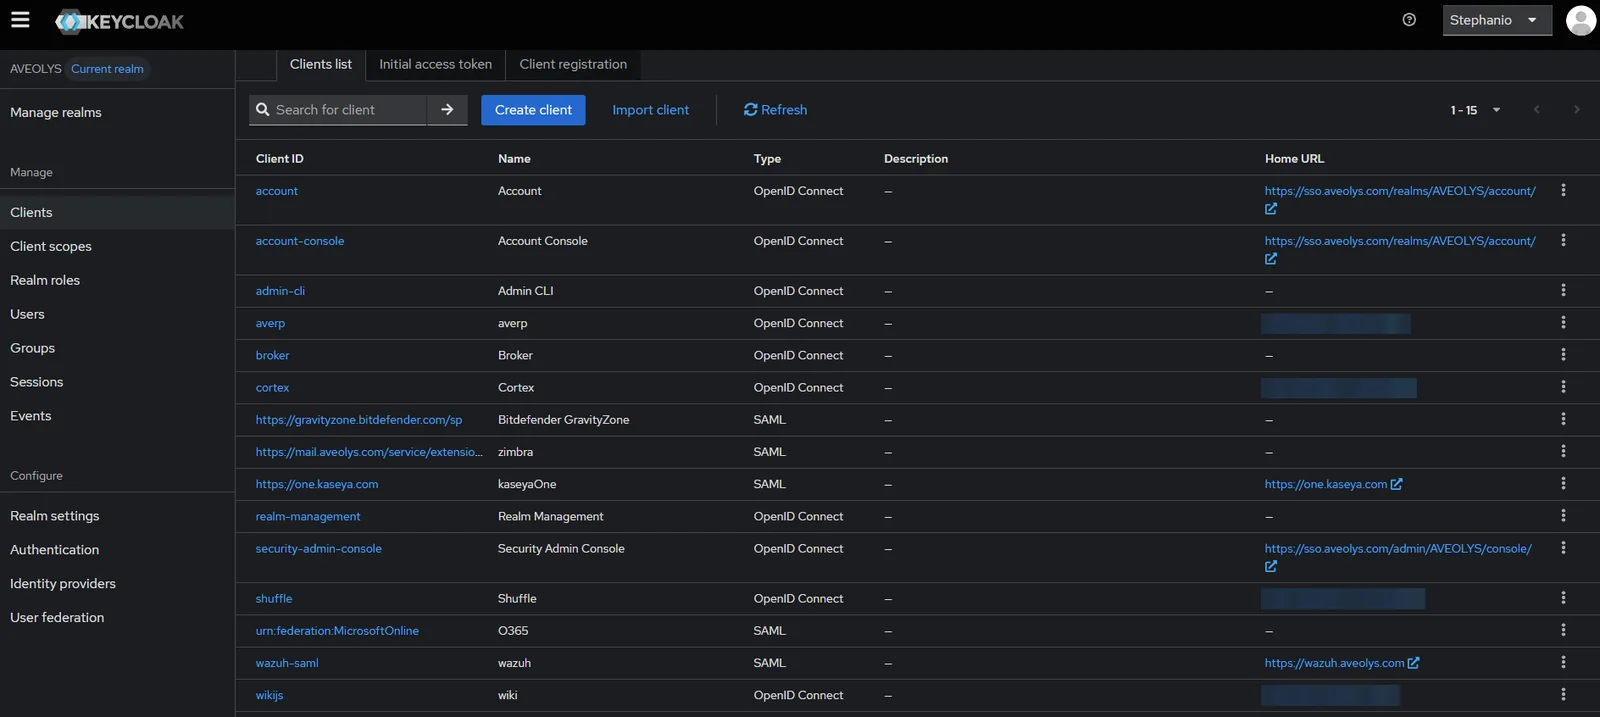 KEYCLOAK
Stephanio
AVEOLYS Current realm
Manage realms
Manage
Clients
Client scopes
Realm roles
Users
Groups
Sessions
Events
Configure
Realm settings
Authentication
Identity providers
User federation
Clients list Initial access token Client registration
Search for client Create client Import client Refresh 1 - 15
Client ID Name Type Description Home URL
account Account OpenID Connect – https://sso.aveolys.com/realms/AVEOLYS/account/
account-console Account Console OpenID Connect – https://sso.aveolys.com/realms/AVEOLYS/account/
admin-cli Admin CLI OpenID Connect – –
averp averp OpenID Connect –
broker Broker OpenID Connect – –
cortex Cortex OpenID Connect –
https://gravityzone.bitdefender.com/sp Bitdefender GravityZone SAML – –
https://mail.aveolys.com/service/extensio... zimbra SAML – –
https://one.kaseya.com kaseyaOne SAML – https://one.kaseya.com
realm-management Realm Management OpenID Connect – –
security-admin-console Security Admin Console OpenID Connect – https://sso.aveolys.com/admin/AVEOLYS/console/
shuffle Shuffle OpenID Connect –
urn:federation:MicrosoftOnline O365 SAML – –
wazuh-saml wazuh SAML – https://wazuh.aveolys.com
wikijs wiki OpenID Connect –